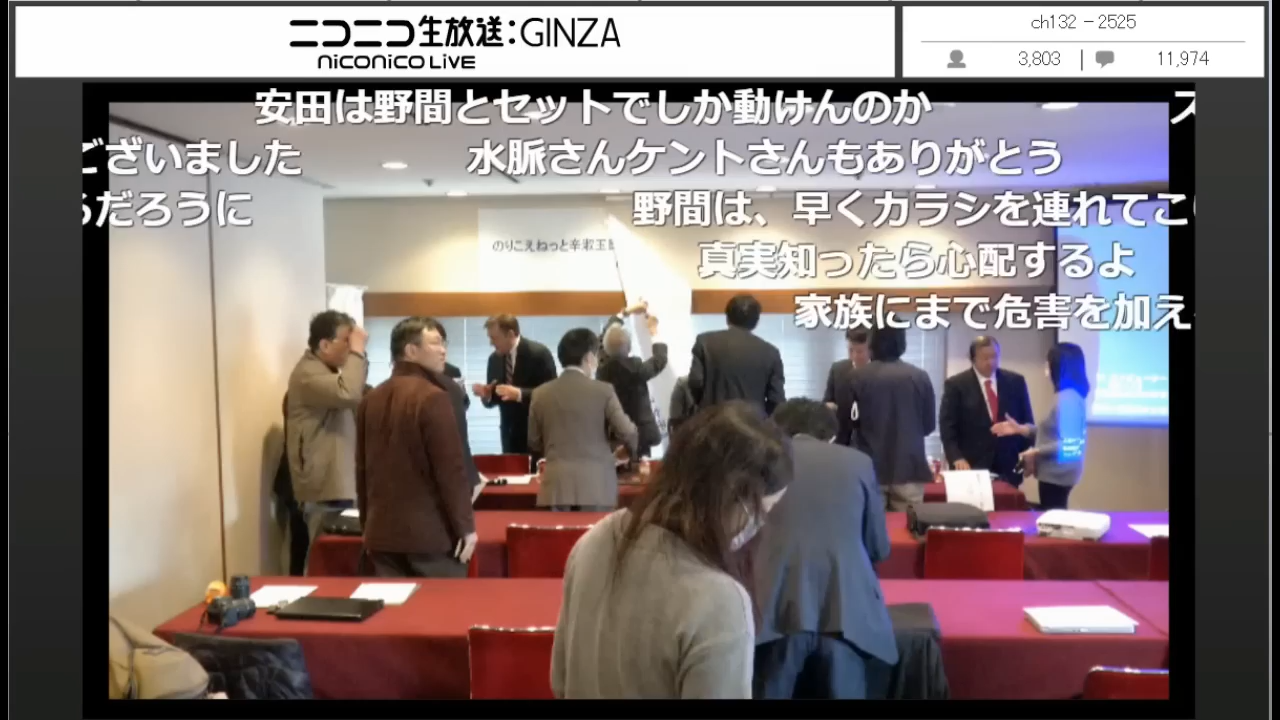 ニコニコ生放送:GINZA
niconico LIVE
ch132 - 2525
3,803
11,974
安田は野間とセットでしか動けんのか
ございました
水脈さんケントさんもありがとう
だろうに
野間は、早くカラシを連れてこ
真実知ったら心配するよ
家族にまで危害を加え
のりこえねっと辛淑玉